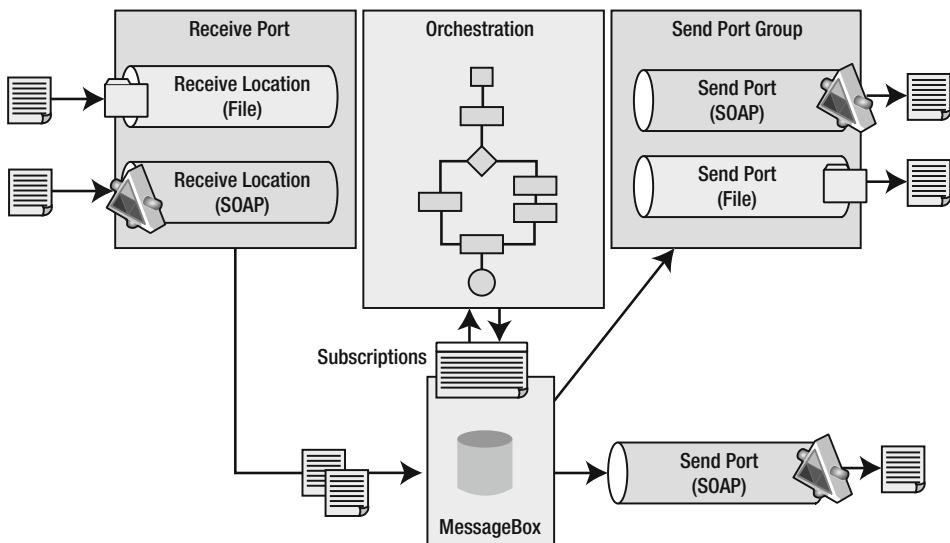 Receive Port
Receive Location
(File)
Receive Location
(SOAP)
Orchestration
Send Port Group
Send Port
(SOAP)
Send Port
(File)
Subscriptions
MessageBox
Send Port
(SOAP)